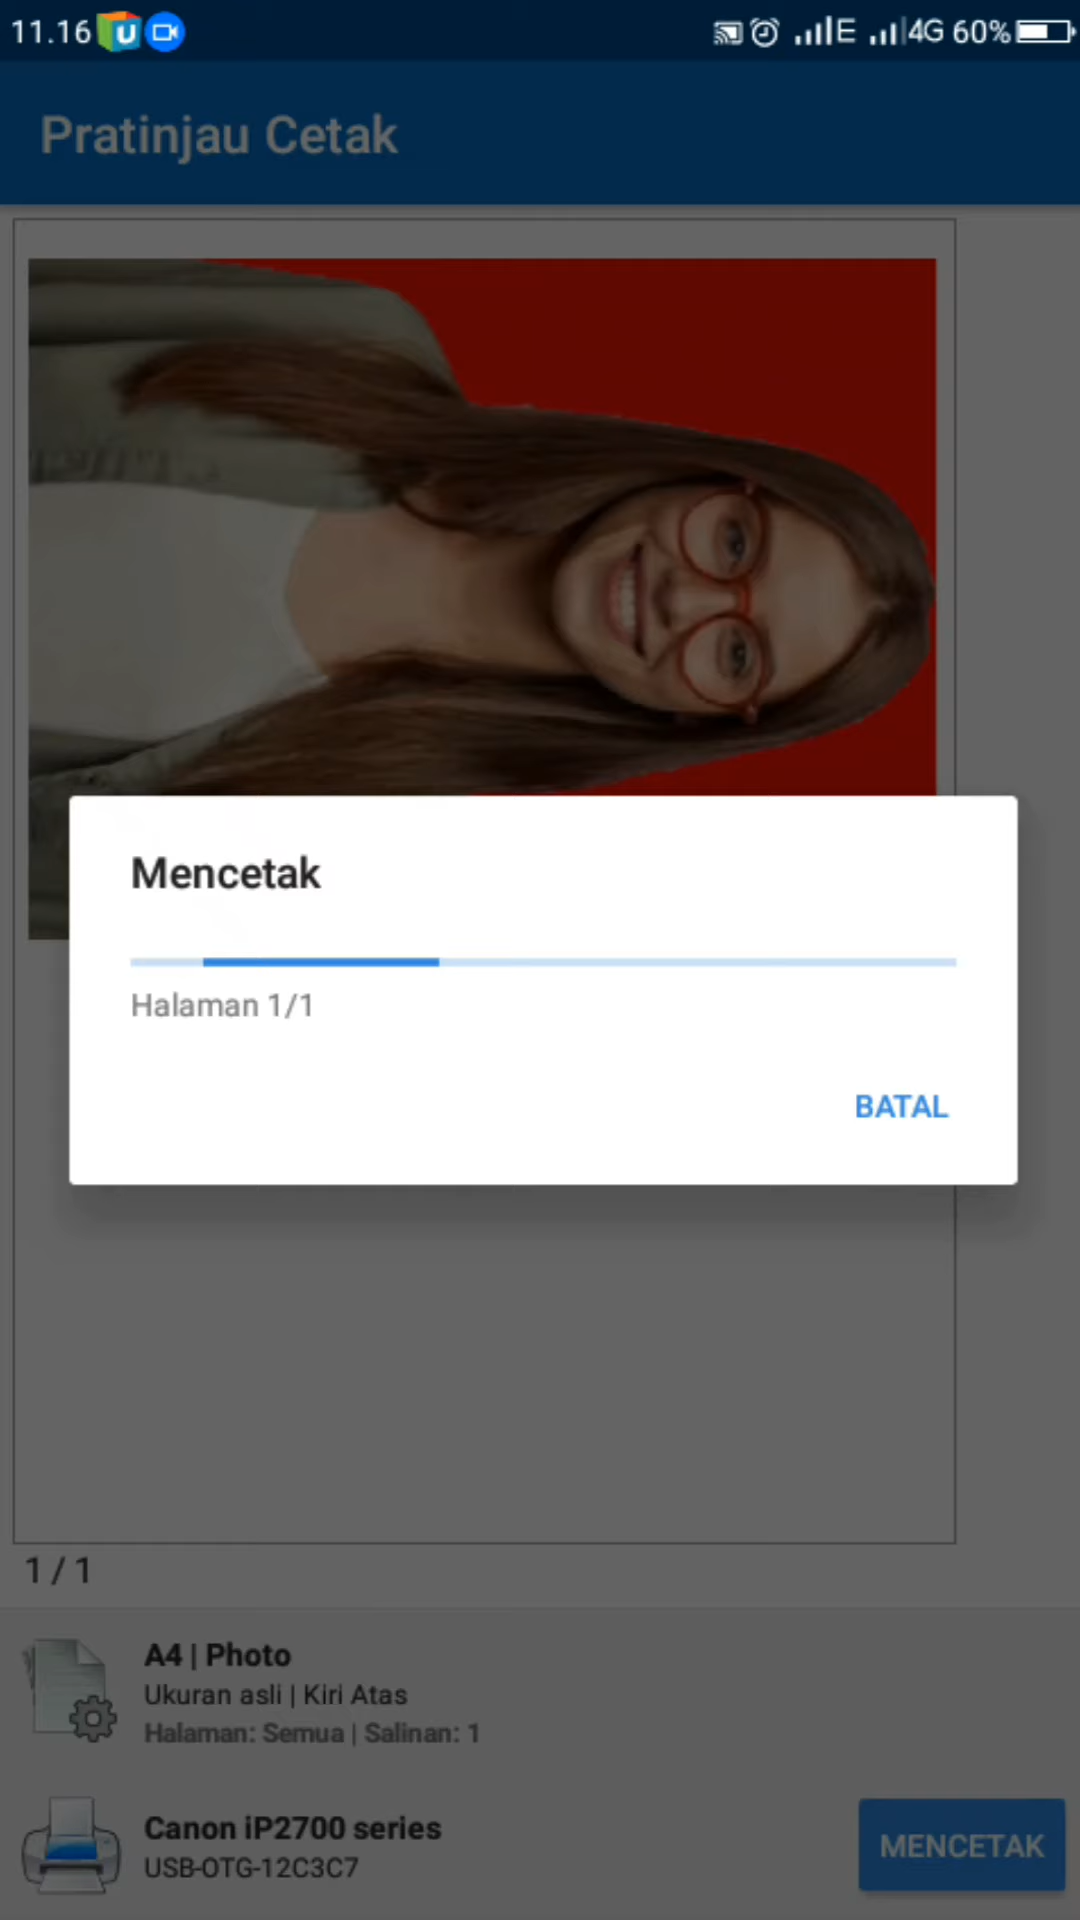 11.16 U E 4G 60%
Pratinjau Cetak
Mencetak
Halaman 1/1
BATAL
1 / 1
A4 | Photo
Ukuran asli | Kiri Atas
Halaman: Semua | Salinan: 1
Canon iP2700 series
USB-OTG-12C3C7
MENCETAK